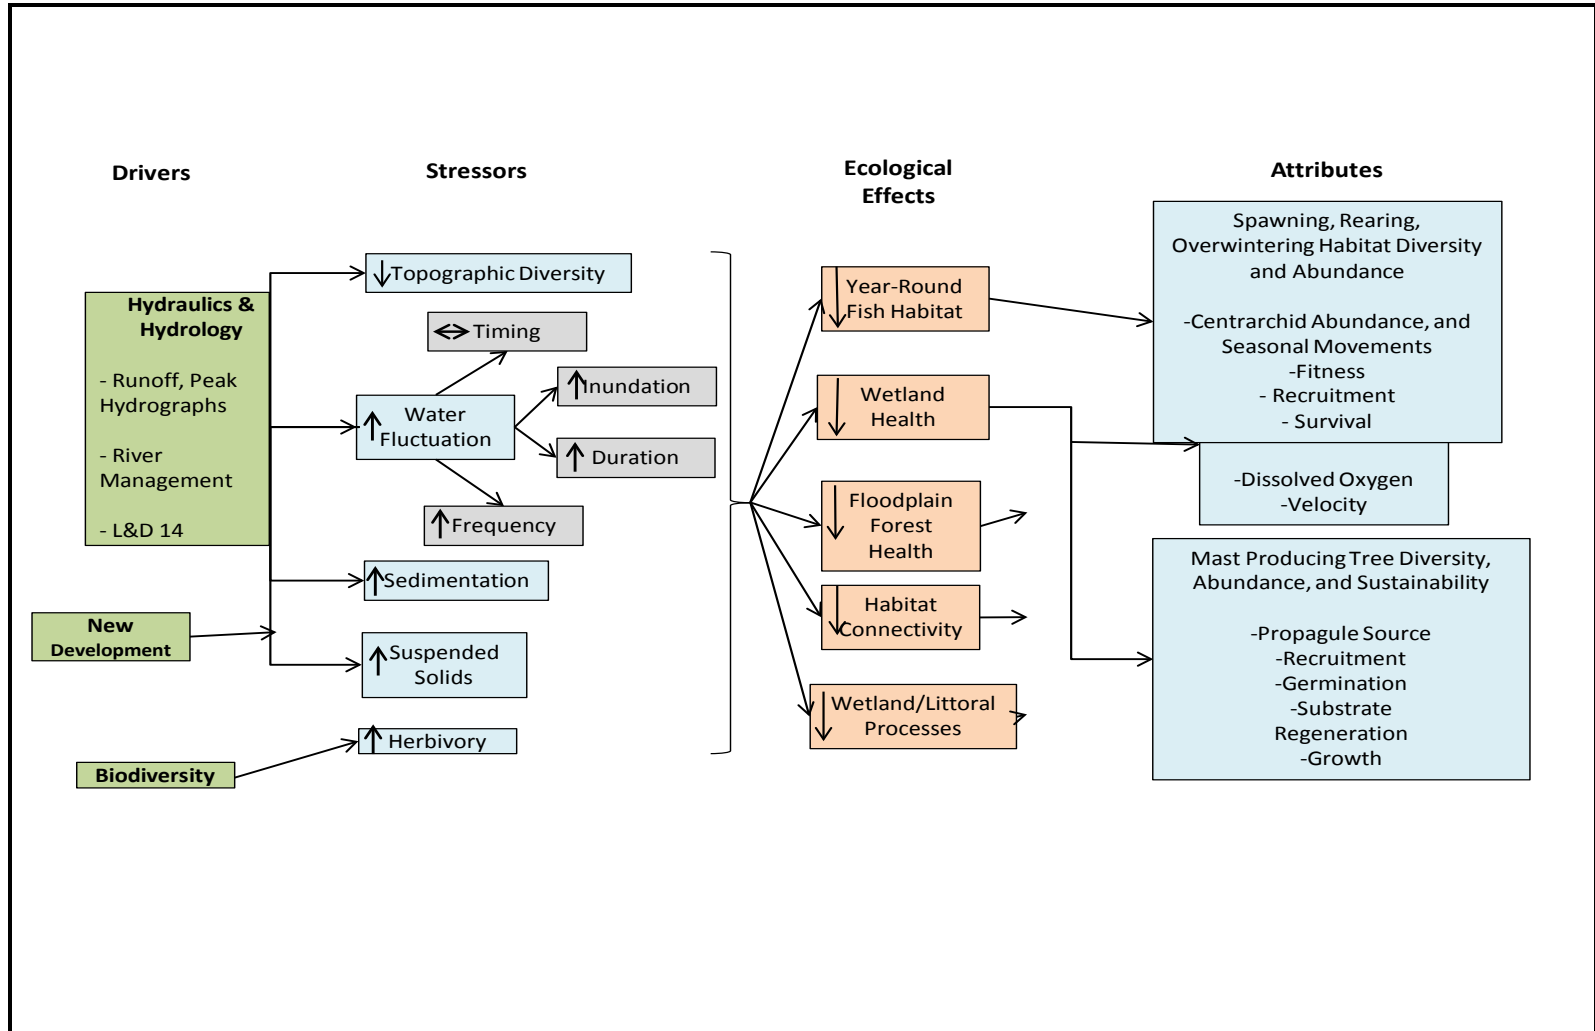 Drivers
Stressors
Ecological
Effects
Attributes
Hydraulics &
Hydrology
- Runoff, Peak
Hydrographs
- River
Management
- L&D 14
New
Development
Biodiversity
Topographic Diversity
Timing
Inundation
Water
Fluctuation
Duration
Frequency
Sedimentation
Suspended
Solids
Herbivory
Year-Round
Fish Habitat
Wetland
Health
Floodplain
Forest
Health
Habitat
Connectivity
Wetland/Littoral
Processes
Spawning, Rearing,
Overwintering Habitat Diversity
and Abundance
-Centrarchid Abundance, and
Seasonal Movements
-Fitness
- Recruitment
- Survival
-Dissolved Oxygen
-Velocity
Mast Producing Tree Diversity,
Abundance, and Sustainability
-Propagule Source
-Recruitment
-Germination
-Substrate
Regeneration
-Growth